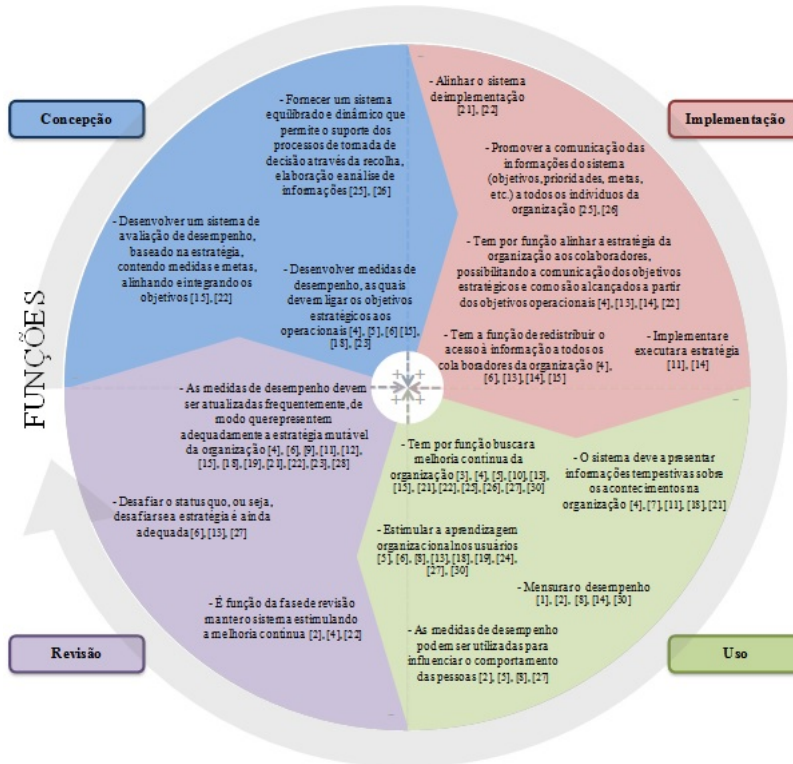 FUNÇÕES
Concepção
- Fornecer um sistema
equilibrado e dinâmico que
permite o suporte dos
processos de tomada de
decisão através da recolha,
elaboração e análise de
informações [25], [26]
- Desenvolver um sistema de
avaliação de desempenho,
baseado na estratégia,
contendo medidas e metas,
alinhando e integrando os
objetivos [15], [22]
- Desenvolver medidas de
desempenho, as quais
devem ligar os objetivos
estratégicos aos
operacionais [4], [5], [6] [15],
[18], [23]
Implementação
- Alinhar o sistema
de implementação
[21], [22]
- Promover a comunicação das
informações do sistema
(objetivos, prioridades, metas,
etc.) a todos os indivíduos da
organização [25], [26]
- Tem por função alinhar a estratégia da
organização aos colaboradores,
possibilitando a comunicação dos objetivos
estratégicos e como são alcançados a partir
dos objetivos operacionais [4], [13], [14], [22]
- Tem a função de redistribuir o
acesso à informação a todos os
colaboradores da organização [4],
[6], [13], [14], [15]
- Implementar e
executar a estratégia
[11], [14]
Revisão
- As medidas de desempenho devem
ser atualizadas frequentemente, de
modo que representem
adequadamente a estratégia mutável
da organização [4], [6], [9], [11], [12],
[15], [18], [19], [21], [22], [23], [28]
- Desafiar o status quo, ou seja,
desafiar se a estratégia é ainda
adequada [6], [13], [27]
- É função da fase de revisão
manter o sistema estimulando
a melhoria contínua [2], [4], [22]
Uso
- Tem por função buscar a
melhoria contínua da
organização [3], [4], [5], [10], [13],
[15], [21], [22], [25], [26], [27], [30]
- O sistema deve apresentar
informações tempestivas sobre
os acontecimentos na
organização [4], [7], [11], [18], [21]
- Estimular a aprendizagem
organizacional nos usuários
[5], [6], [8], [13], [18], [19], [24],
[27], [30]
- Mensurar o desempenho
[1], [2], [8], [14], [30]
- As medidas de desempenho
podem ser utilizadas para
influenciar o comportamento
das pessoas [2], [5], [8], [27]